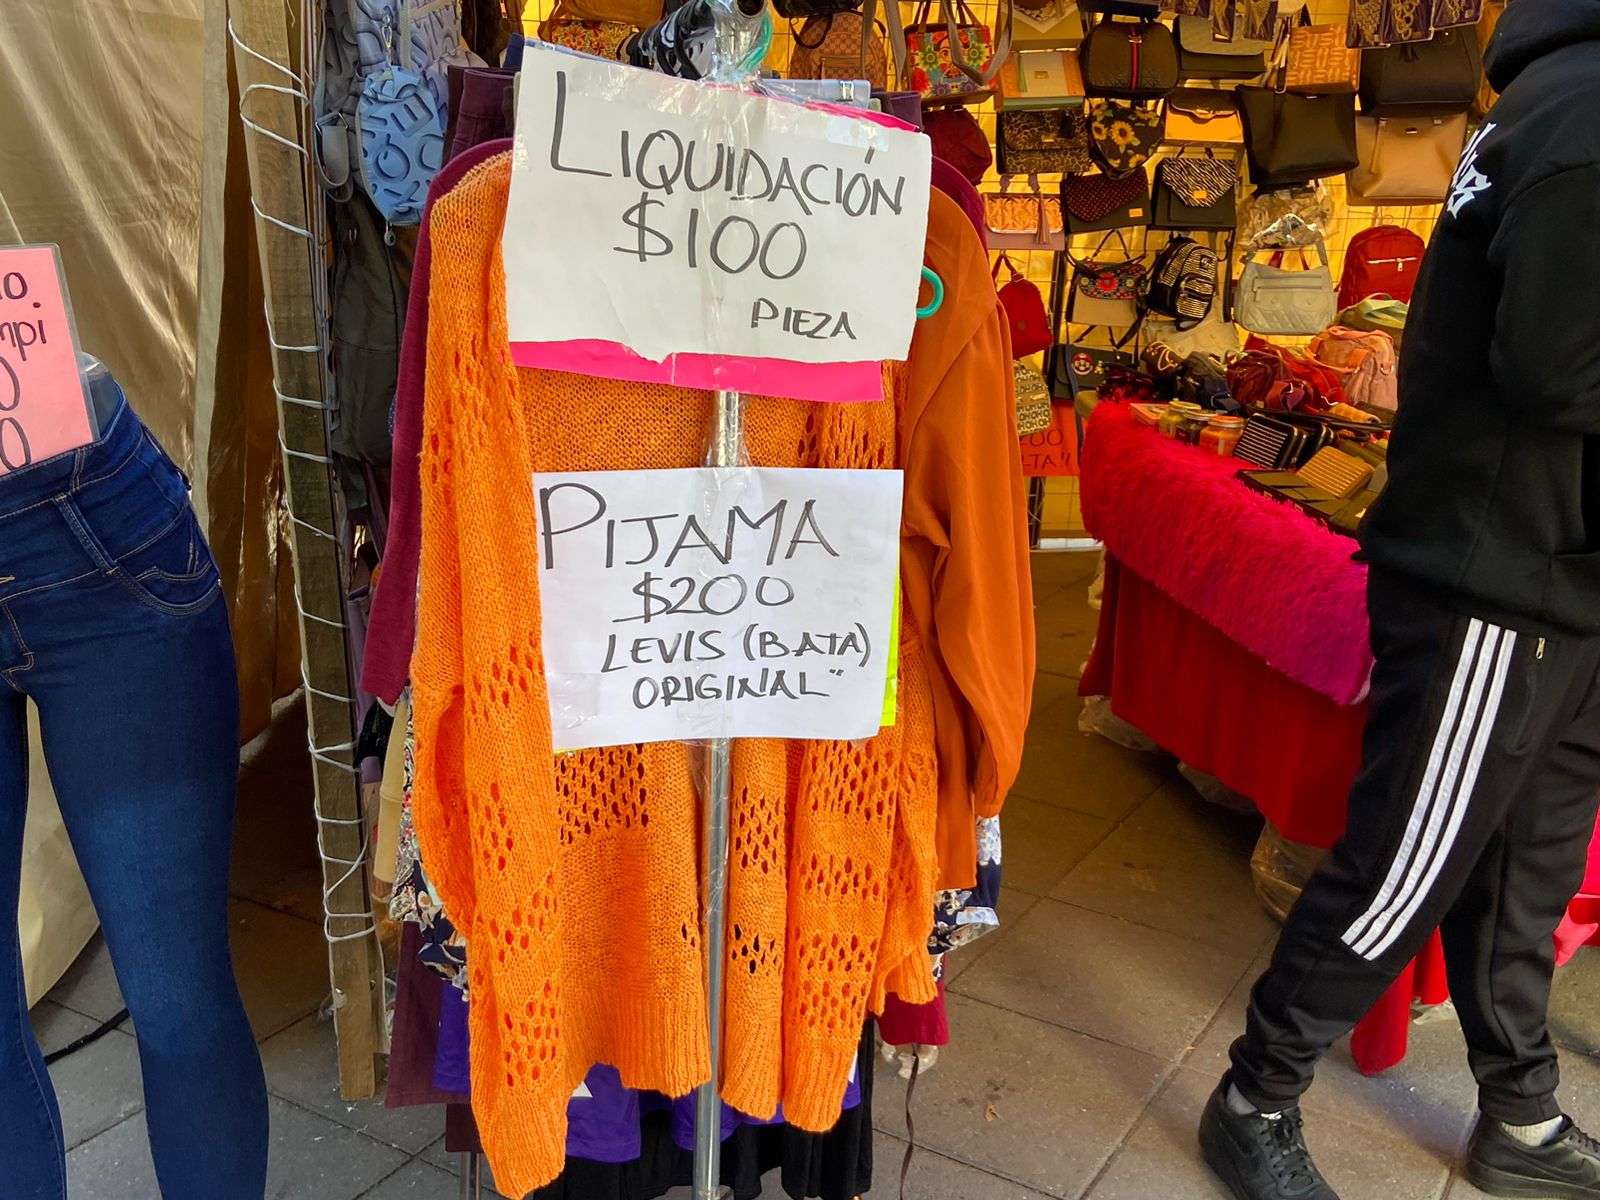 LIQUIDACIÓN
$100
PIEZA
PIJAMA
$200
LEVIS (BATA)
ORIGINAL"